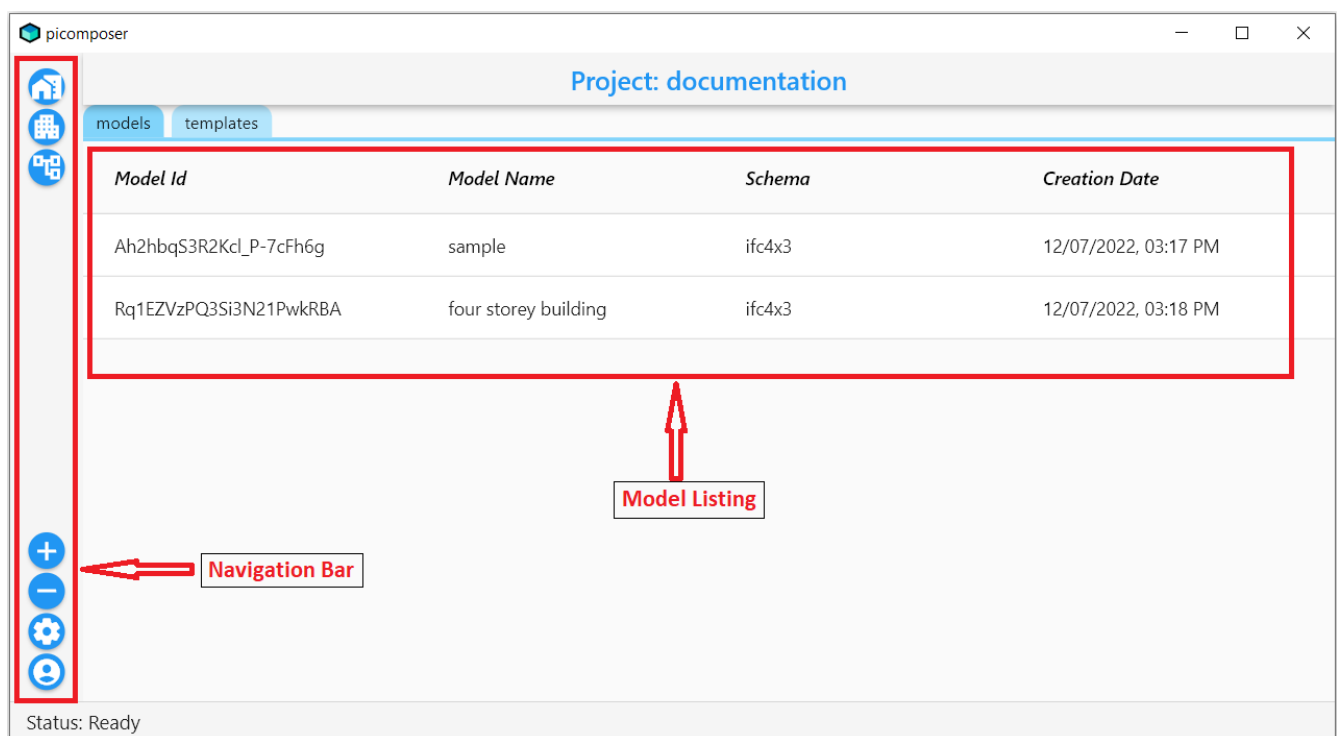 picomposer
Project: documentation
models templates
Model Id Model Name Schema Creation Date
Ah2hbqS3R2Kcl_P-7cFh6g sample ifc4x3 12/07/2022, 03:17 PM
Rq1EZVzPQ3Si3N21PwkRBA four storey building ifc4x3 12/07/2022, 03:18 PM
Model Listing
Navigation Bar
Status: Ready